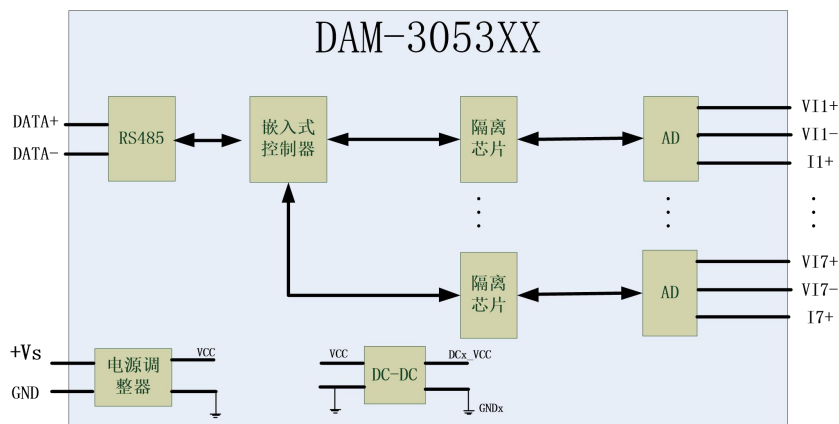 DAM-3053XX
DATA+
DATA-
RS485
嵌入式
控制器
隔离
芯片
AD
VI1+
VI1-
I1+
隔离
芯片
AD
VI7+
VI7-
I7+
+Vs
GND
电源调
整器
VCC
VCC
DC-DC
DCx_VCC
GNDx